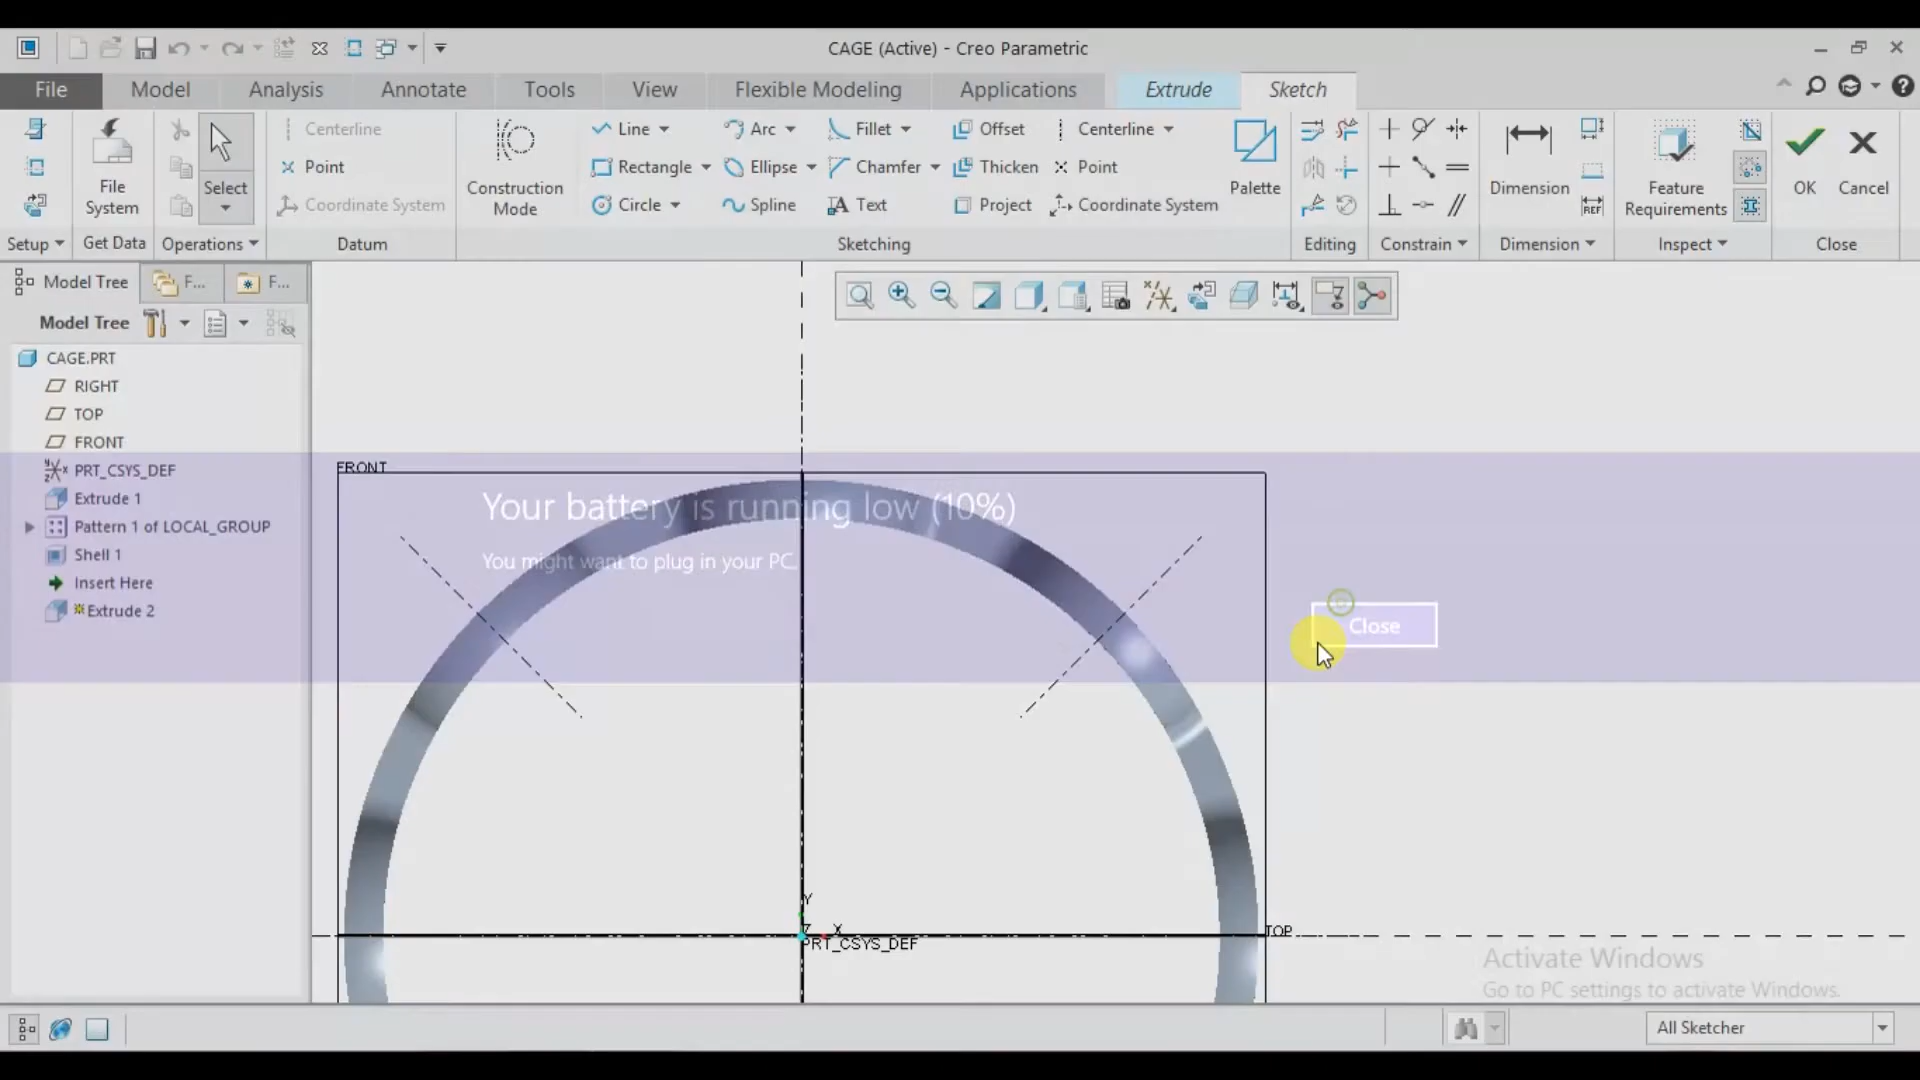 CAGE (Active) - Creo Parametric
File Model Analysis Annotate Tools View Flexible Modeling Applications Extrude Sketch
Centerline
Point
Coordinate System
File System
Select
Construction Mode
Line Arc Fillet Offset Centerline
Rectangle Ellipse Chamfer Thicken Point
Circle Spline Text Project Coordinate System
Palette
Dimension
REF
Feature Requirements
OK Cancel
Setup Get Data Operations Datum Sketching Editing Constrain Dimension Inspect Close
Model Tree F... F...
Model Tree
CAGE.PRT
RIGHT
TOP
FRONT
PRT_CSYS_DEF
Extrude 1
Pattern 1 of LOCAL_GROUP
Shell 1
Insert Here
Extrude 2
FRONT
Your battery is running low (10%)
You might want to plug in your PC.
Close
Y
Z
X
PRT_CSYS_DEF
TOP
Activate Windows
Go to PC settings to activate Windows.
All Sketcher